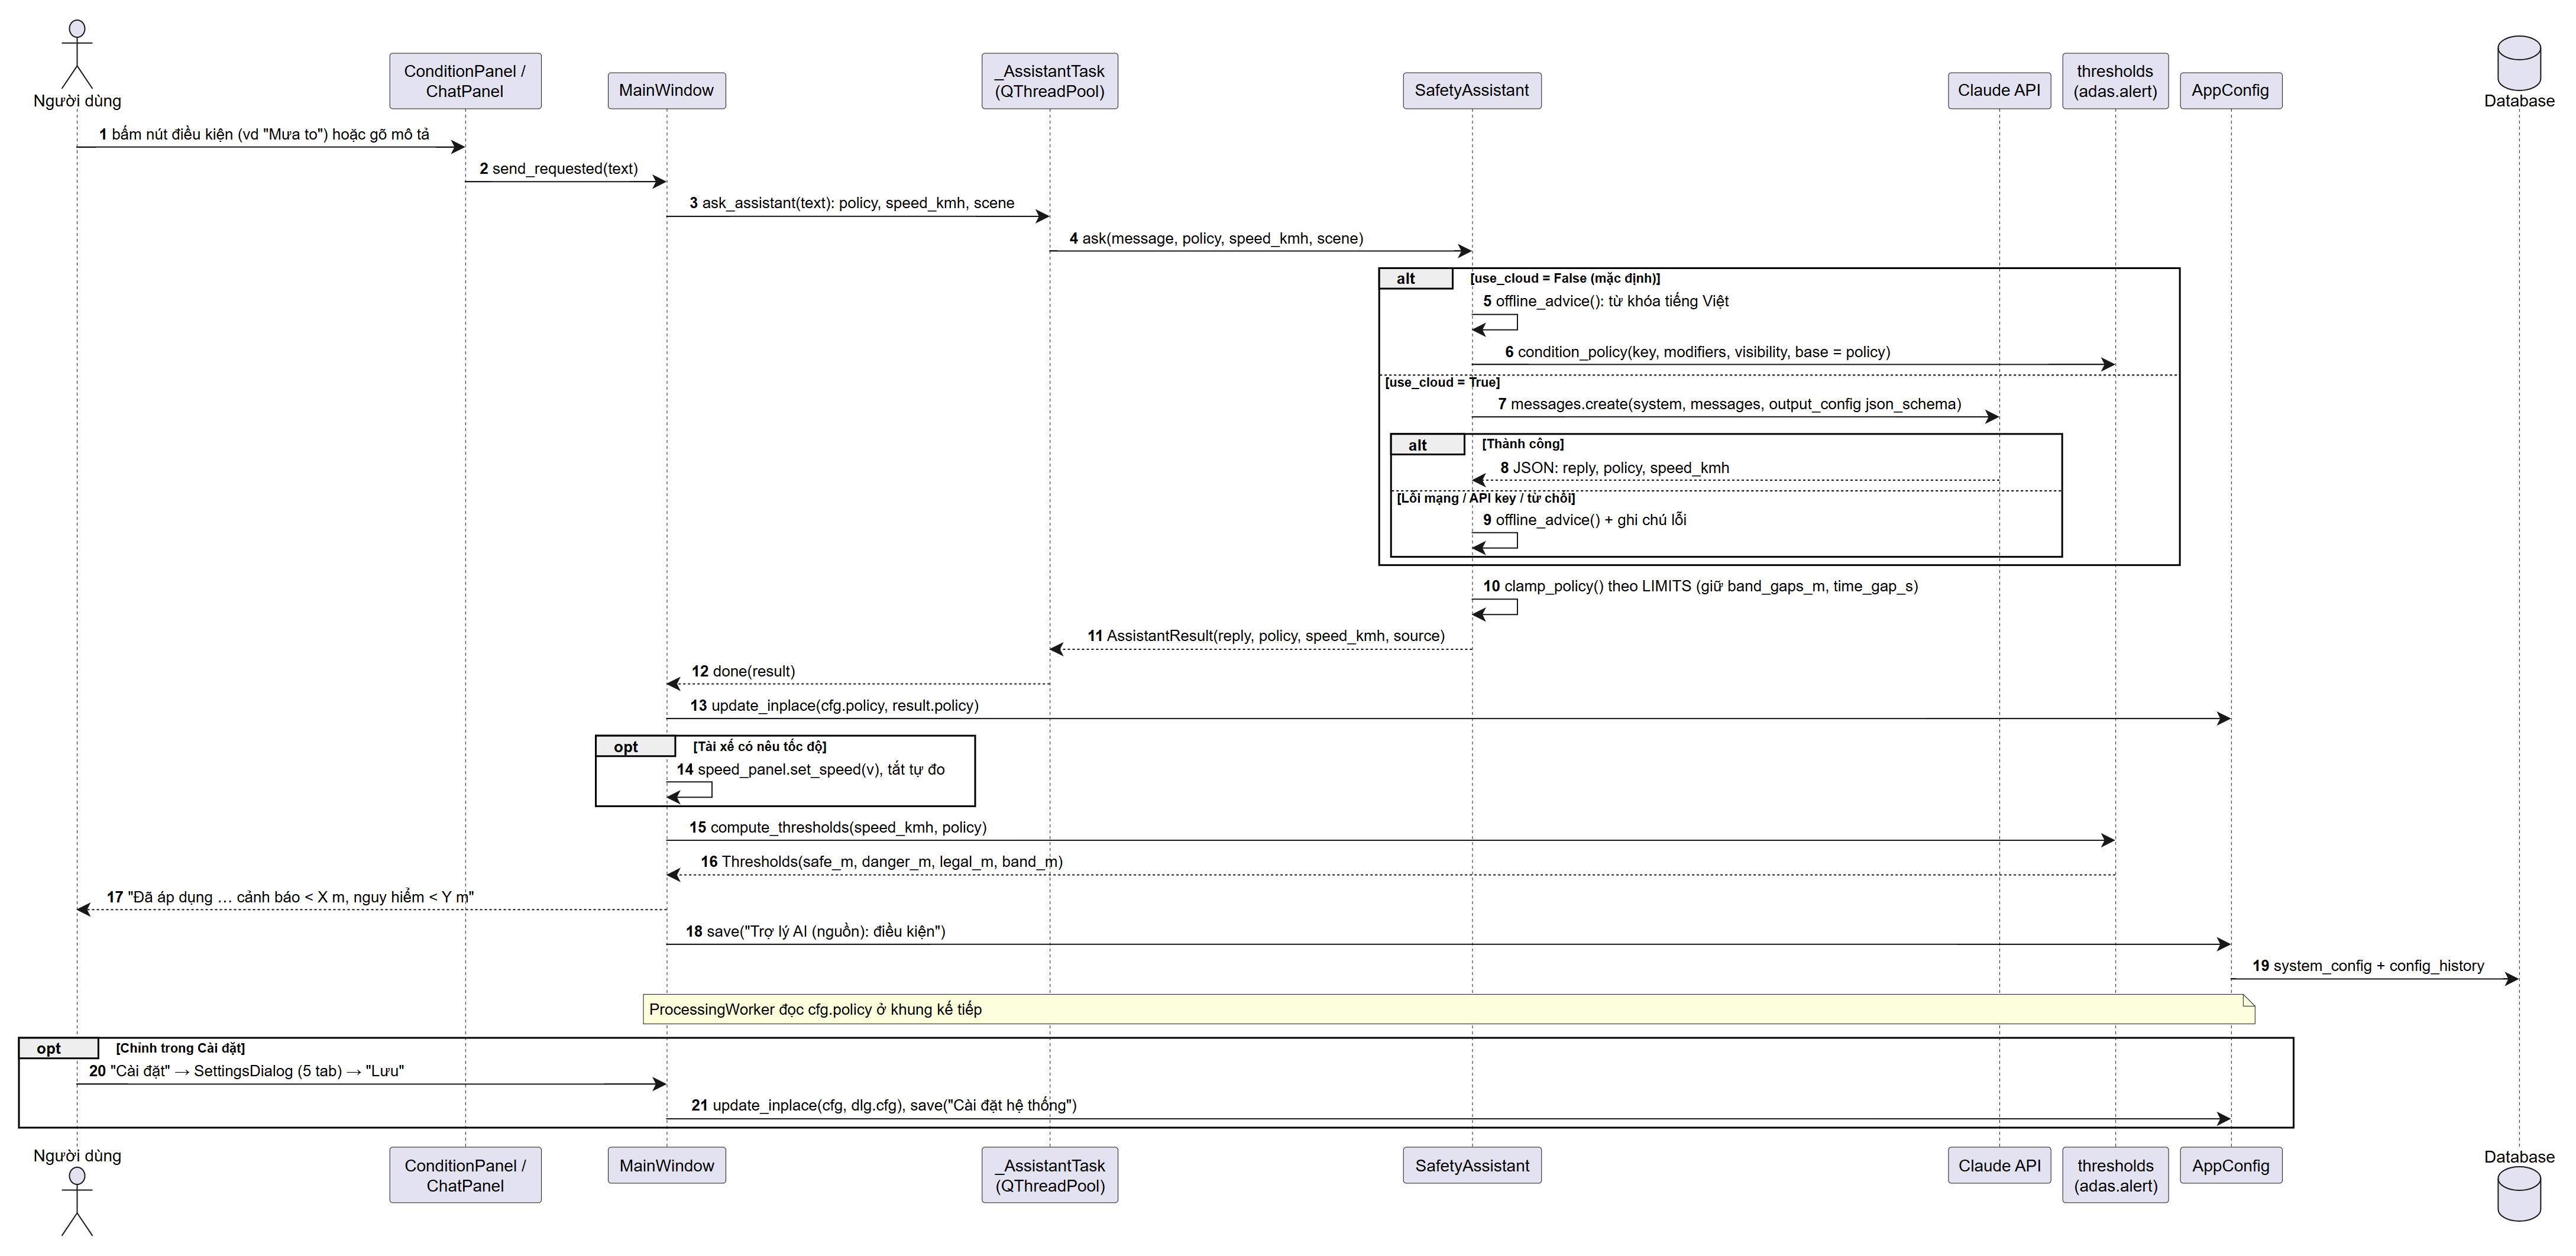 Người dùng
ConditionPanel /
ChatPanel
MainWindow
_AssistantTask
(QThreadPool)
SafetyAssistant
Claude API
thresholds
(adas.alert)
AppConfig
Database
1 bấm nút điều kiện (vd "Mưa to") hoặc gõ mô tả
2 send_requested(text)
3 ask_assistant(text): policy, speed_kmh, scene
4 ask(message, policy, speed_kmh, scene)
alt [use_cloud = False (mặc định)]
5 offline_advice(): từ khóa tiếng Việt
6 condition_policy(key, modifiers, visibility, base = policy)
[use_cloud = True]
7 messages.create(system, messages, output_config json_schema)
alt [Thành công]
8 JSON: reply, policy, speed_kmh
[Lỗi mạng / API key / từ chối]
9 offline_advice() + ghi chú lỗi
10 clamp_policy() theo LIMITS (giữ band_gaps_m, time_gap_s)
11 AssistantResult(reply, policy, speed_kmh, source)
12 done(result)
13 update_inplace(cfg.policy, result.policy)
opt [Tài xế có nêu tốc độ]
14 speed_panel.set_speed(v), tắt tự đo
15 compute_thresholds(speed_kmh, policy)
16 Thresholds(safe_m, danger_m, legal_m, band_m)
17 "Đã áp dụng … cảnh báo < X m, nguy hiểm < Y m"
18 save("Trợ lý AI (nguồn): điều kiện")
19 system_config + config_history
ProcessingWorker đọc cfg.policy ở khung kế tiếp
opt [Chỉnh trong Cài đặt]
20 "Cài đặt" → SettingsDialog (5 tab) → "Lưu"
21 update_inplace(cfg, dlg.cfg), save("Cài đặt hệ thống")
Người dùng
ConditionPanel /
ChatPanel
MainWindow
_AssistantTask
(QThreadPool)
SafetyAssistant
Claude API
thresholds
(adas.alert)
AppConfig
Database